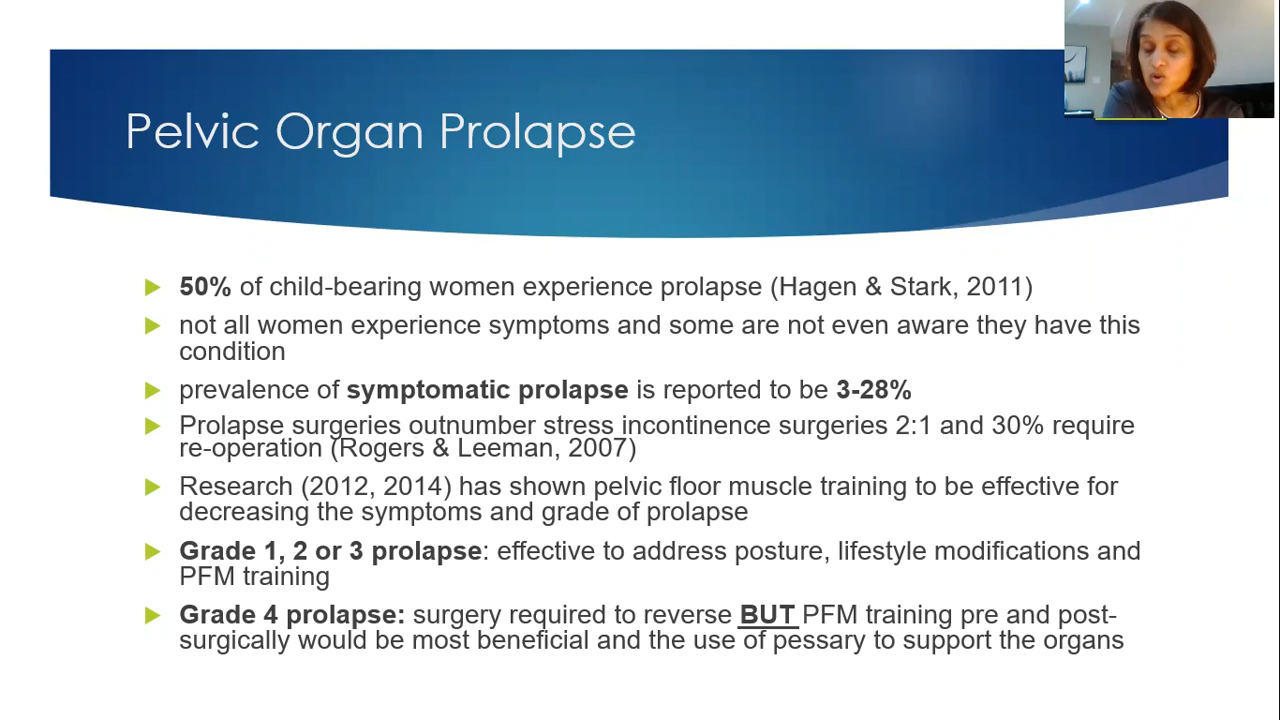 Pelvic Organ Prolapse
50% of child-bearing women experience prolapse (Hagen & Stark, 2011)
not all women experience symptoms and some are not even aware they have this
condition
prevalence of symptomatic prolapse is reported to be 3-28%
Prolapse surgeries outnumber stress incontinence surgeries 2:1 and 30% require
re-operation (Rogers & Leeman, 2007)
Research (2012, 2014) has shown pelvic floor muscle training to be effective for
decreasing the symptoms and grade of prolapse
Grade 1, 2 or 3 prolapse: effective to address posture, lifestyle modifications and
PFM training
Grade 4 prolapse: surgery required to reverse BUT PFM training pre and post-
surgically would be most beneficial and the use of pessary to support the organs